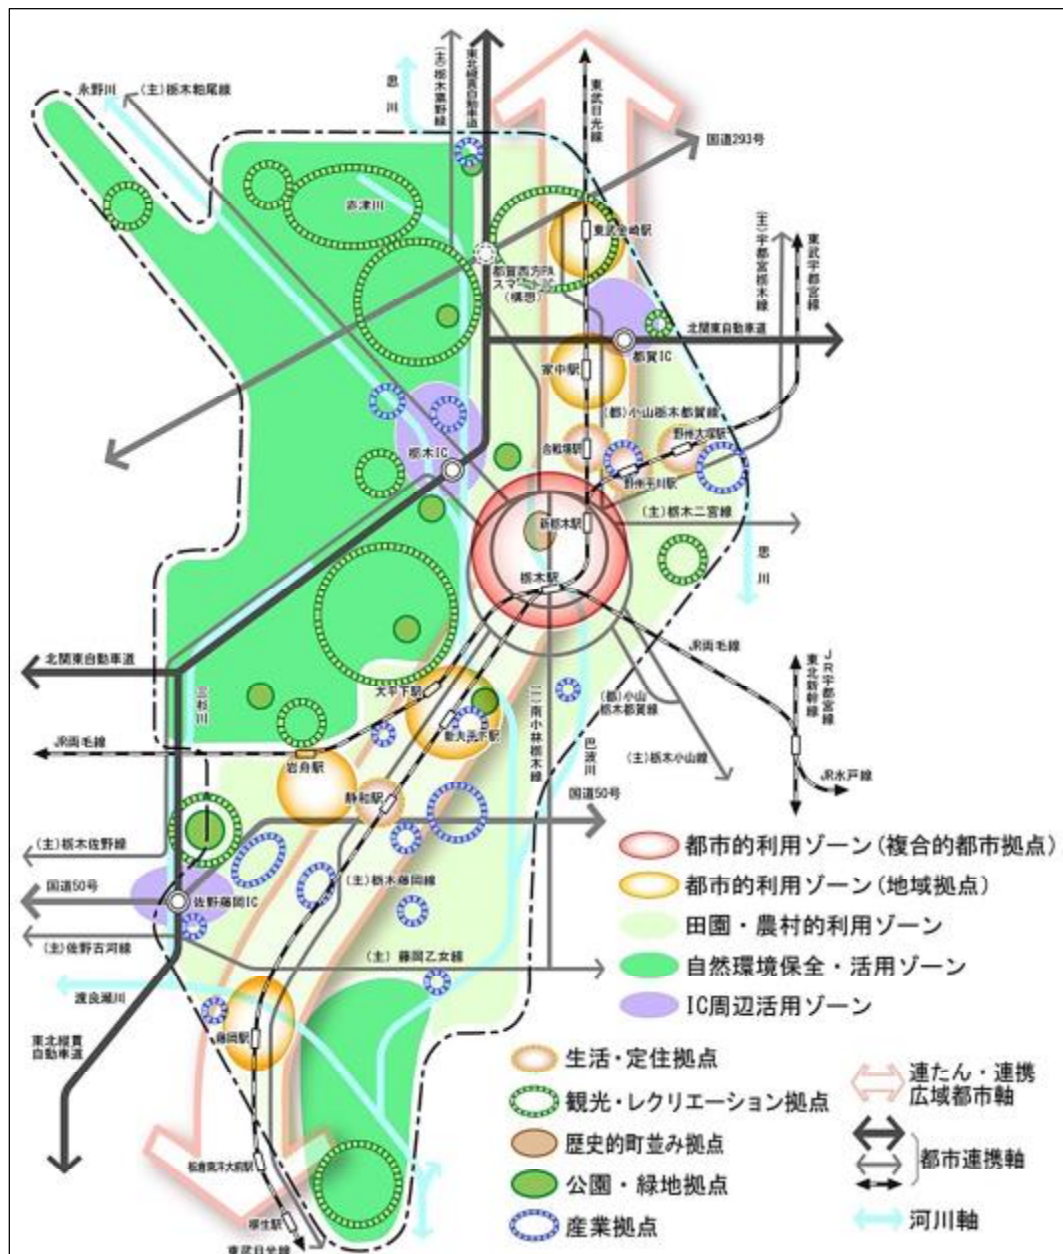 永野川
(主)栃木粕尾線
思川
(主)栃木粟野線
東北縦貫自動車道
東武日光線
国道293号
赤津川
東武金崎駅
(主)宇都宮栃木線
東武宇都宮線
都賀西方PA
スマートIC
(構想)
北関東自動車道
都賀IC
家中駅
(都)小山栃木都賀線
野州大塚駅
合戦場駅
野州平川駅
栃木IC
新栃木駅
(主)栃木二宮線
栃木駅
思川
北関東自動車道
三杉川
大平下駅
JR両毛線
(都)小山
栃木都賀線
JR宇都宮線
東北新幹線
新大平下駅
(一)南小林栃木線
巴波川
(主)栃木小山線
JR水戸線
JR両毛線
岩舟駅
静和駅
国道50号
(主)栃木佐野線
(主)栃木藤岡線
国道50号
佐野藤岡IC
(主)佐野古河線
(主)藤岡乙女線
渡良瀬川
東北縦貫
自動車道
藤岡駅
板倉東洋大前駅
柳生駅
東武日光線
都市的利用ゾーン(複合的都市拠点)
都市的利用ゾーン(地域拠点)
田園・農村的利用ゾーン
自然環境保全・活用ゾーン
IC周辺活用ゾーン
生活・定住拠点
観光・レクリエーション拠点
歴史的町並み拠点
公園・緑地拠点
産業拠点
連たん・連携
広域都市軸
都市連携軸
河川軸